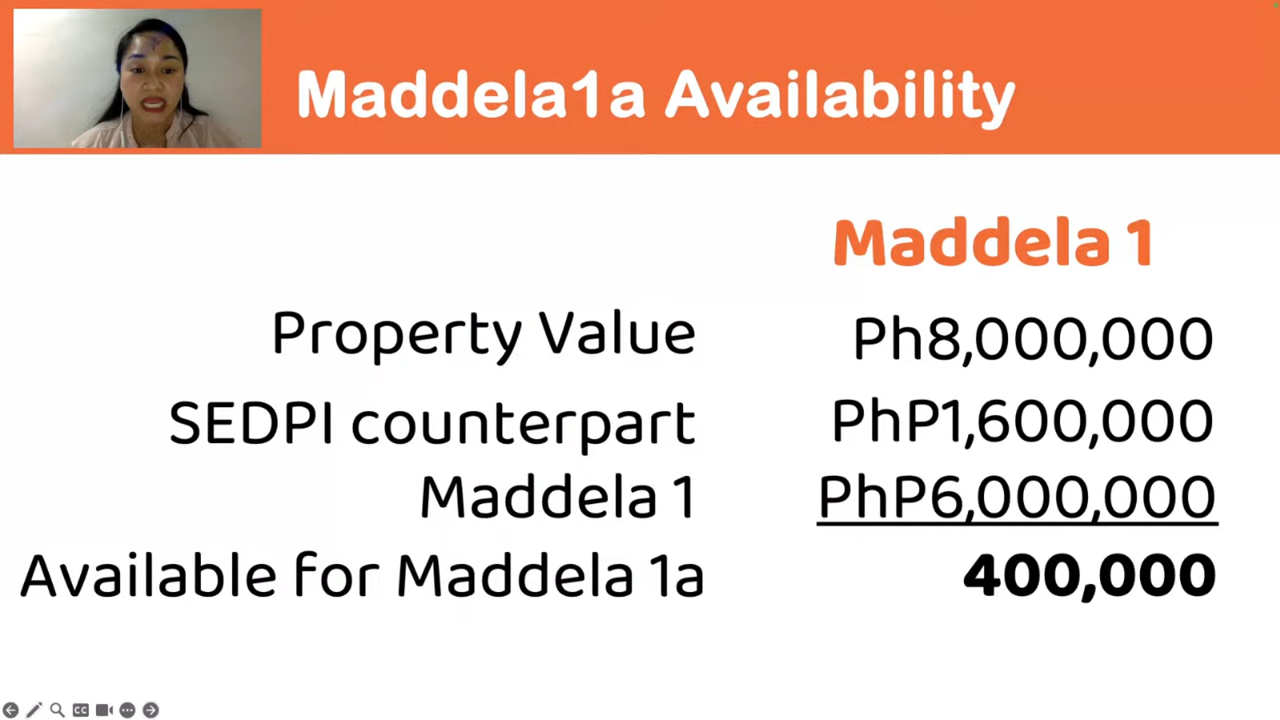 Maddela1a Availability
Maddela 1
Property Value Ph8,000,000
SEDPI counterpart PhP1,600,000
Maddela 1 PhP6,000,000
Available for Maddela 1a 400,000
CC